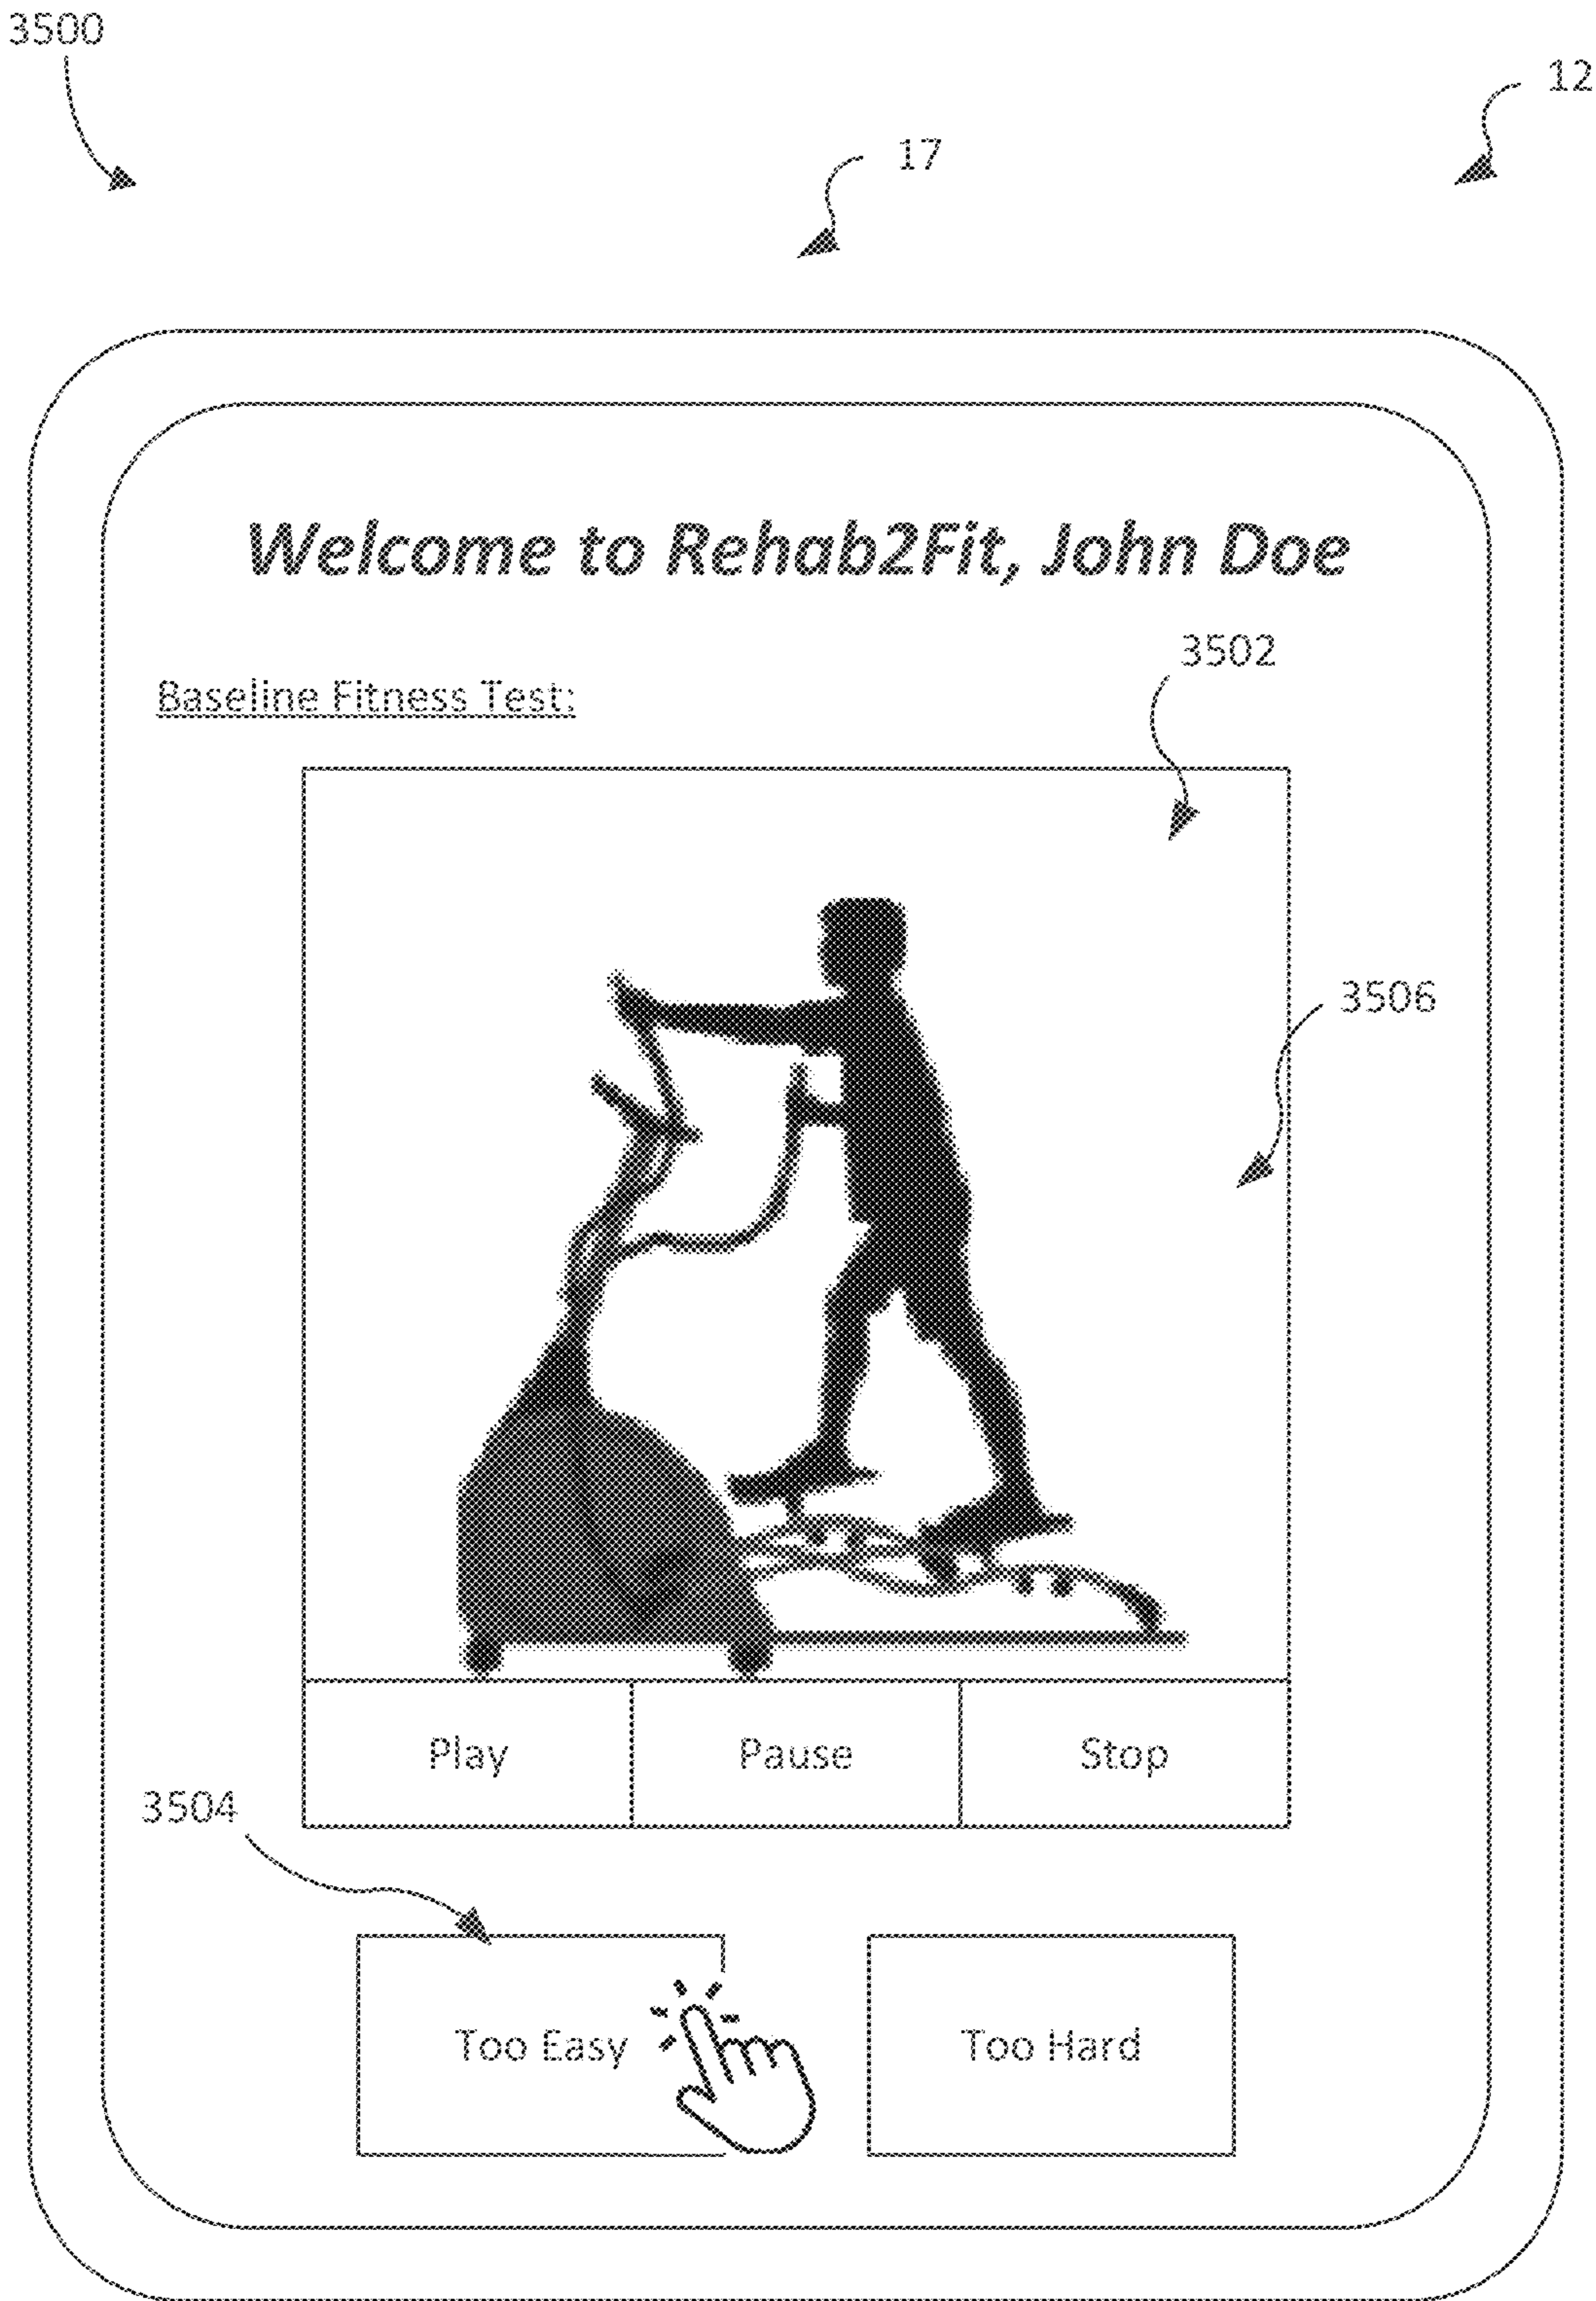 3500
12
17
Welcome to Rehab2Fit, John Doe
3502
Baseline Fitness Test:
3506
Play Pause Stop
3504
Too Easy Too Hard